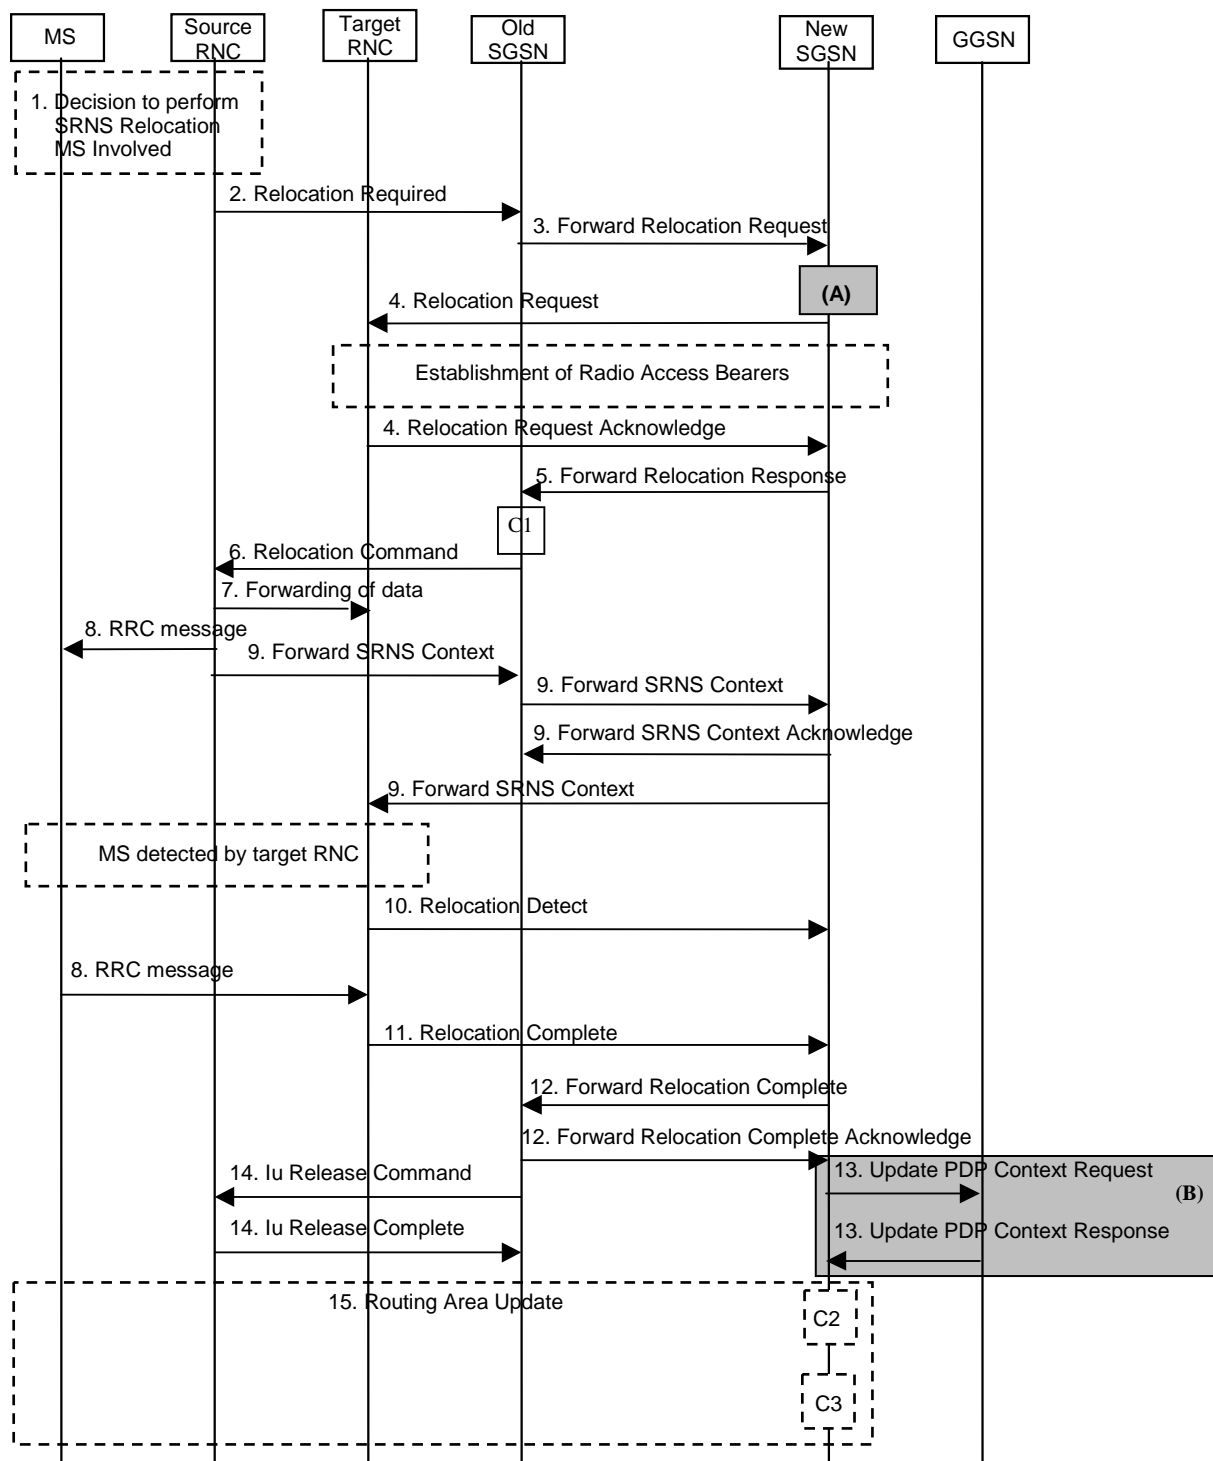 MS
Source
RNC
Target
RNC
Old
SGSN
New
SGSN
GGSN
1. Decision to perform
SRNS Relocation
MS Involved
2. Relocation Required
3. Forward Relocation Request
(A)
4. Relocation Request
Establishment of Radio Access Bearers
4. Relocation Request Acknowledge
5. Forward Relocation Response
C1
6. Relocation Command
7. Forwarding of data
8. RRC message
9. Forward SRNS Context
9. Forward SRNS Context
9. Forward SRNS Context Acknowledge
9. Forward SRNS Context
MS detected by target RNC
10. Relocation Detect
8. RRC message
11. Relocation Complete
12. Forward Relocation Complete
12. Forward Relocation Complete Acknowledge
14. Iu Release Command
13. Update PDP Context Request
(B)
14. Iu Release Complete
13. Update PDP Context Response
15. Routing Area Update
C2
C3